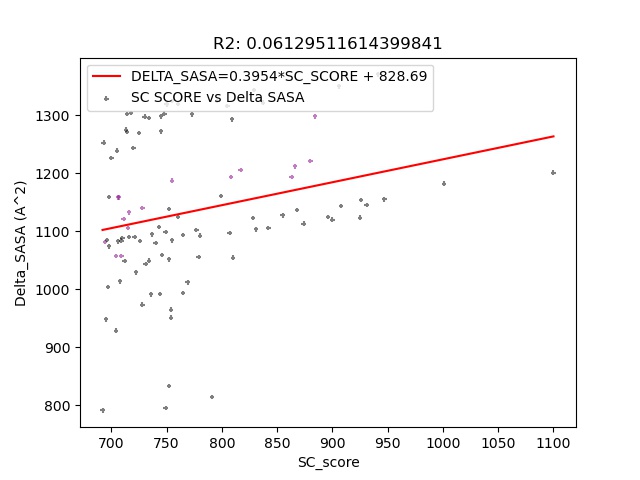 R2: 0.06129511614399841
DELTA_SASA=0.3954*SC_SCORE + 828.69
SC SCORE vs Delta SASA
Delta_SASA (A^2)
1300
1200
1100
1000
900
800
700 750 800 850 900 950 1000 1050 1100
SC_score